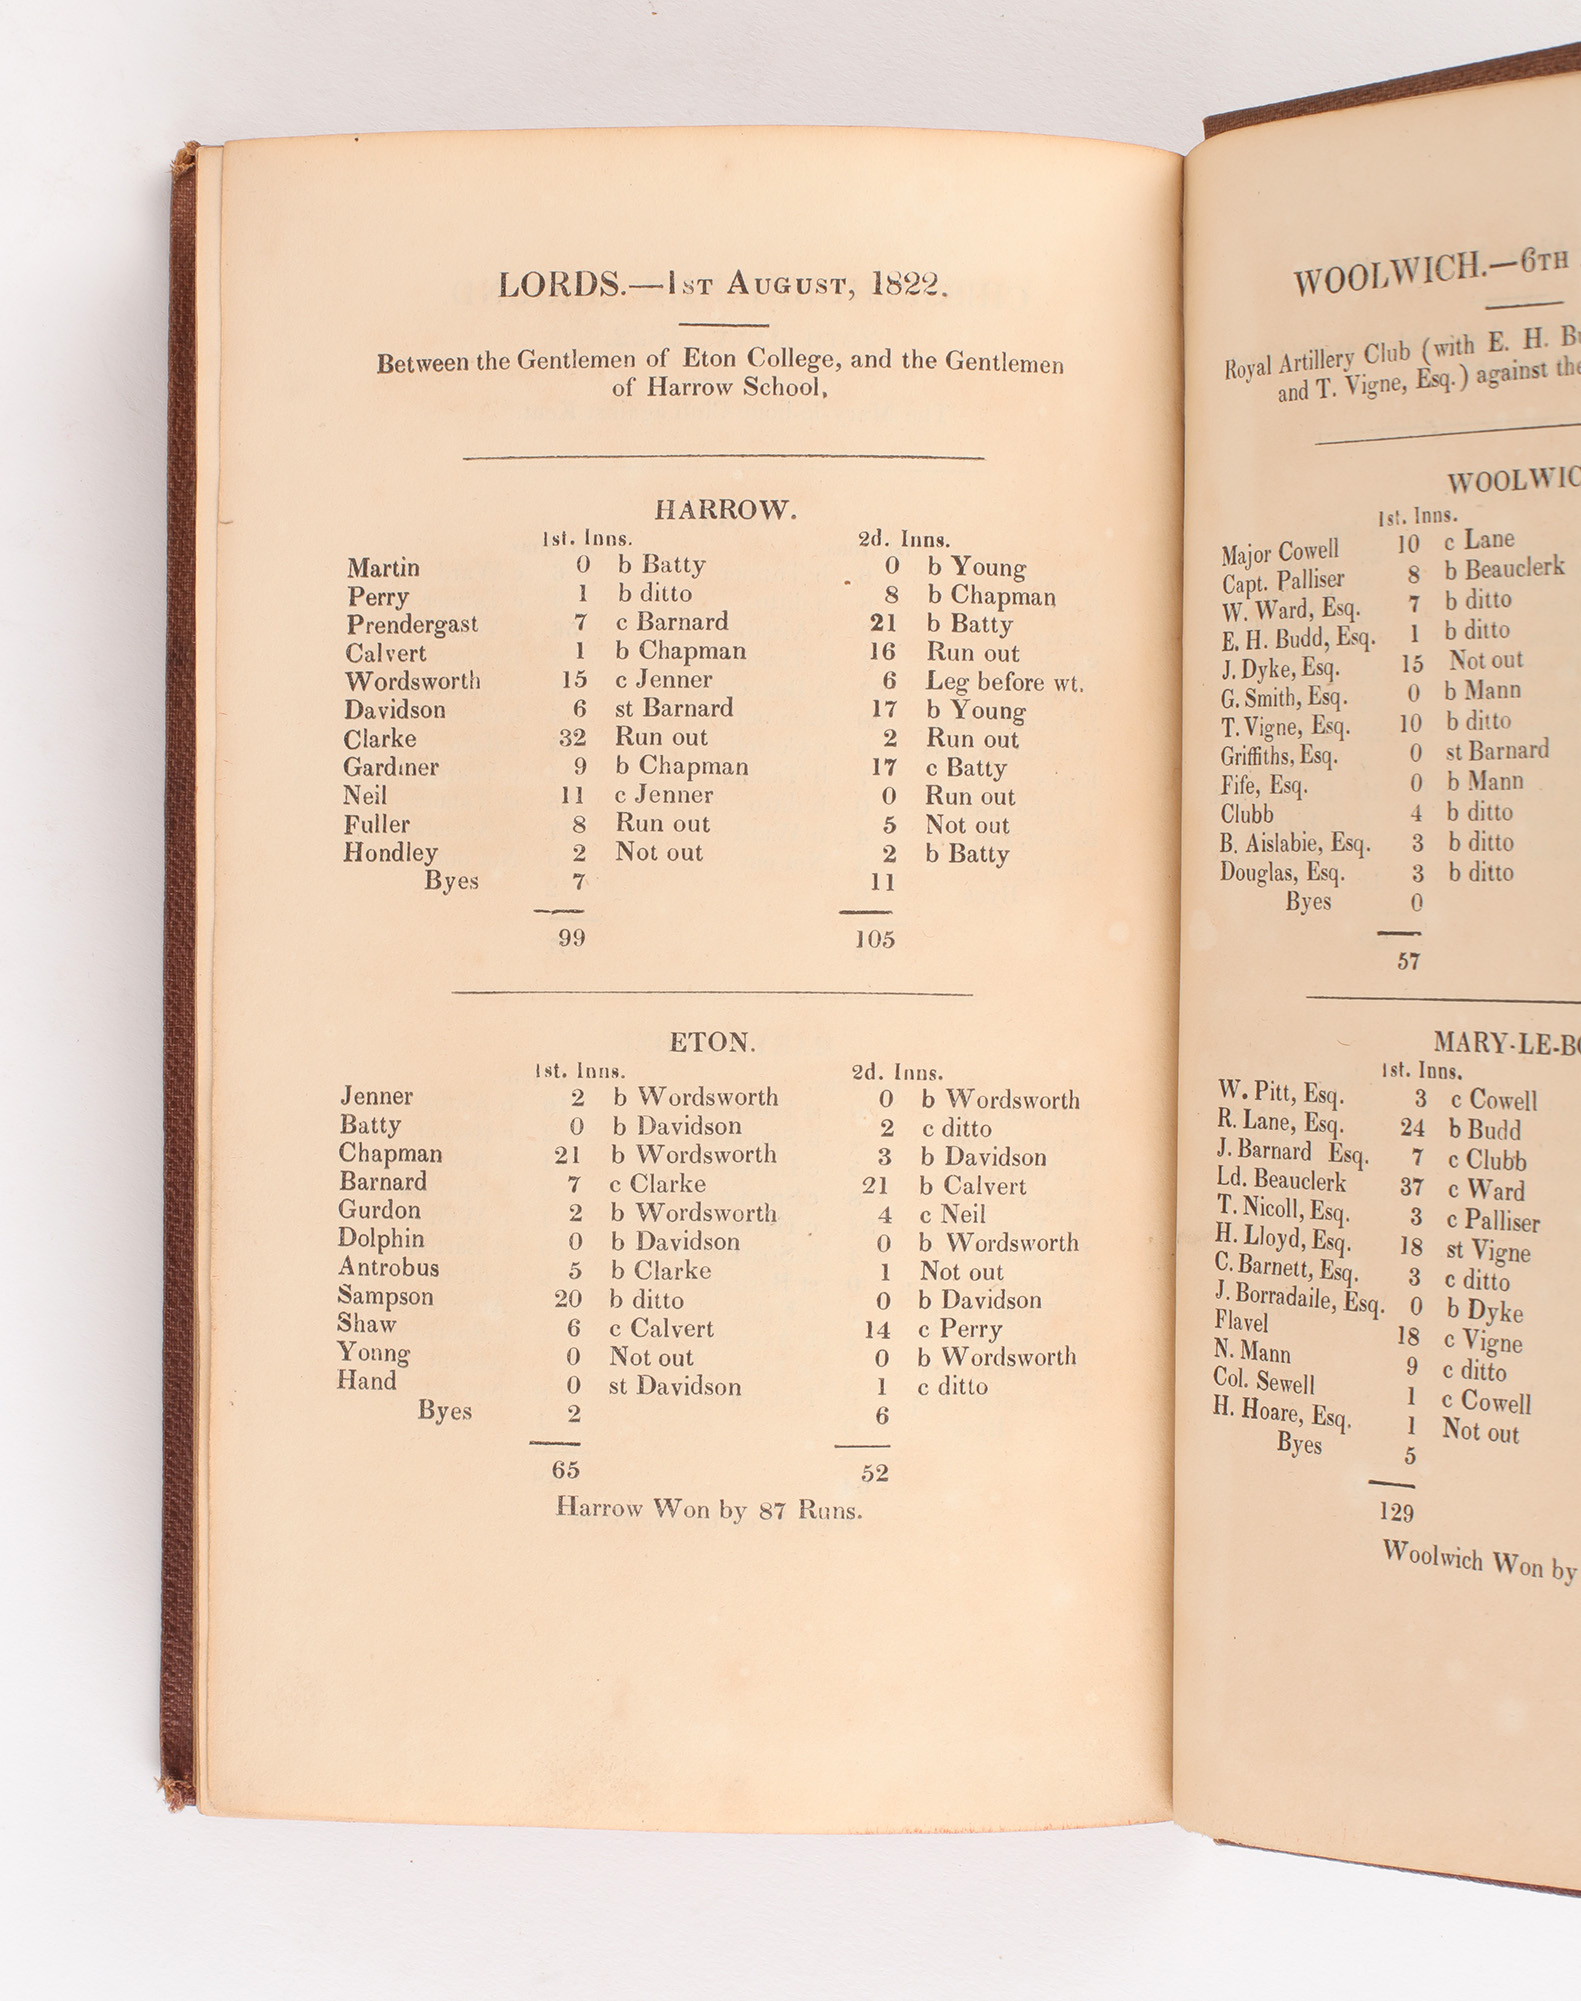 LORDS.—1ST AUGUST, 1822.
Between the Gentlemen of Eton College, and the Gentlemen
of Harrow School,
HARROW.
1st. Inns. 2d. Inns.
Martin 0 b Batty 0 b Young
Perry 1 b ditto 8 b Chapman
Prendergast 7 c Barnard 21 b Batty
Calvert 1 b Chapman 16 Run out
Wordsworth 15 c Jenner 6 Leg before wt.
Davidson 6 st Barnard 17 b Young
Clarke 32 Run out 2 Run out
Gardiner 9 b Chapman 17 c Batty
Neil 11 c Jenner 0 Run out
Fuller 8 Run out 5 Not out
Hondley 2 Not out 2 b Batty
Byes 7 11
99 105
ETON.
1st. Inns. 2d. Inns.
Jenner 2 b Wordsworth 0 b Wordsworth
Batty 0 b Davidson 2 c ditto
Chapman 21 b Wordsworth 3 b Davidson
Barnard 7 c Clarke 21 b Calvert
Gurdon 2 b Wordsworth 4 c Neil
Dolphin 0 b Davidson 0 b Wordsworth
Antrobus 5 b Clarke 1 Not out
Sampson 20 b ditto 0 b Davidson
Shaw 6 c Calvert 14 c Perry
Yonng 0 Not out 0 b Wordsworth
Hand 0 st Davidson 1 c ditto
Byes 2 6
65 52
Harrow Won by 87 Runs.
WOOLWICH.—6TH
Royal Artillery Club (with E. H. B
and T. Vigne, Esq.) against the
WOOLWIC
1st. Inns.
Major Cowell 10 c Lane
Capt. Palliser 8 b Beauclerk
W. Ward, Esq. 7 b ditto
E. H. Budd, Esq. 1 b ditto
J. Dyke, Esq. 15 Not out
G. Smith, Esq. 0 b Mann
T. Vigne, Esq. 10 b ditto
Griffiths, Esq. 0 st Barnard
Fife, Esq. 0 b Mann
Clubb 4 b ditto
B. Aislabie, Esq. 3 b ditto
Douglas, Esq. 3 b ditto
Byes 0
57
MARY-LE-BO
1st. Inns.
W. Pitt, Esq. 3 c Cowell
R. Lane, Esq. 24 b Budd
J. Barnard Esq. 7 c Clubb
Ld. Beauclerk 37 c Ward
T. Nicoll, Esq. 3 c Palliser
H. Lloyd, Esq. 18 st Vigne
C. Barnett, Esq. 3 c ditto
J. Borradaile, Esq. 0 b Dyke
Flavel 18 c Vigne
N. Mann 9 c ditto
Col. Sewell 1 c Cowell
H. Hoare, Esq. 1 Not out
Byes 5
129
Woolwich Won by